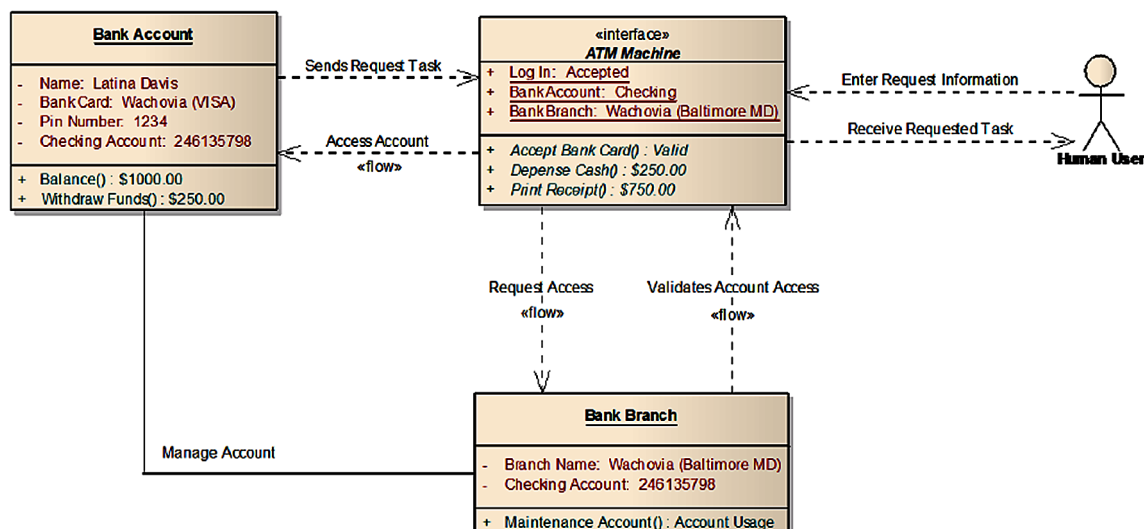 Bank Account
- Name: Latina Davis
- BankCard: Wachovia (VISA)
- Pin Number: 1234
- Checking Account: 246135798
+ Balance() : $1000.00
+ Withdraw Funds() : $250.00
Sends Request Task
Access Account
«flow»
«interface»
ATM Machine
+ Log In: Accepted
+ BankAccount: Checking
+ BankBranch: Wachovia (Baltimore MD)
+ Accept Bank Card() : Valid
+ Depense Cash() : $250.00
+ Print Receipt() : $750.00
Enter Request Information
Receive Requested Task
Human User
Request Access
«flow»
Validates Account Access
«flow»
Manage Account
Bank Branch
- Branch Name: Wachovia (Baltimore MD)
- Checking Account: 246135798
+ Maintenance Account() : Account Usage